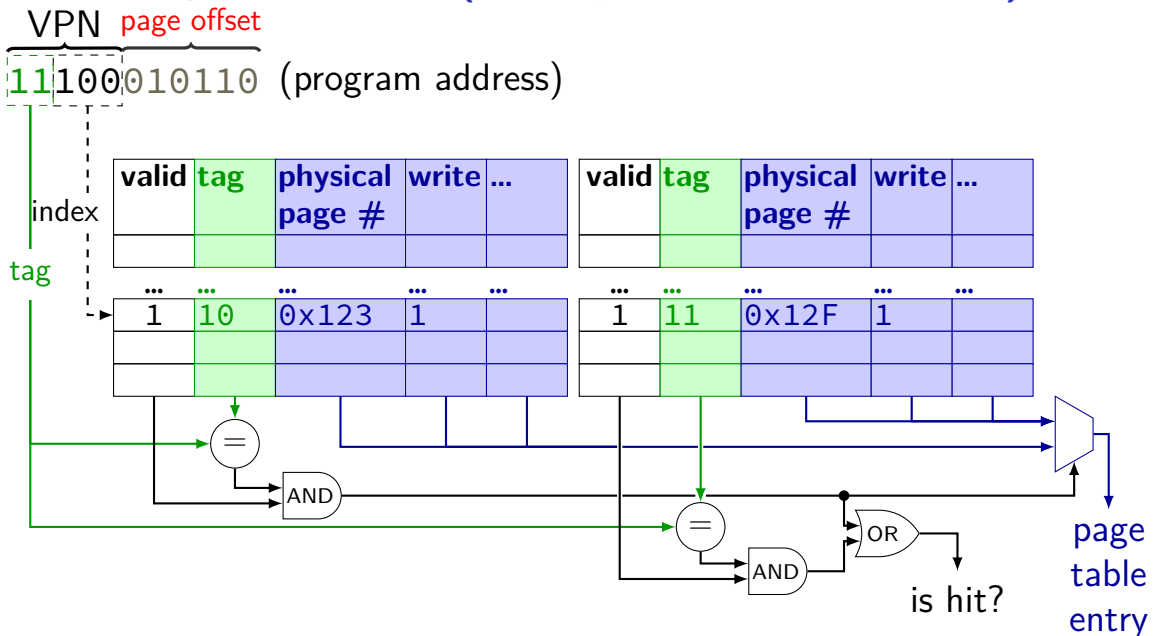 VPN page offset
11100010110 (program address)
valid tag physical page # write ... valid tag physical page # write ...
index
tag
... ... ... ... ... ... ... ... ... ...
1 10 0x123 1 1 11 0x12F 1
=
AND
=
OR
AND
is hit?
page
table
entry